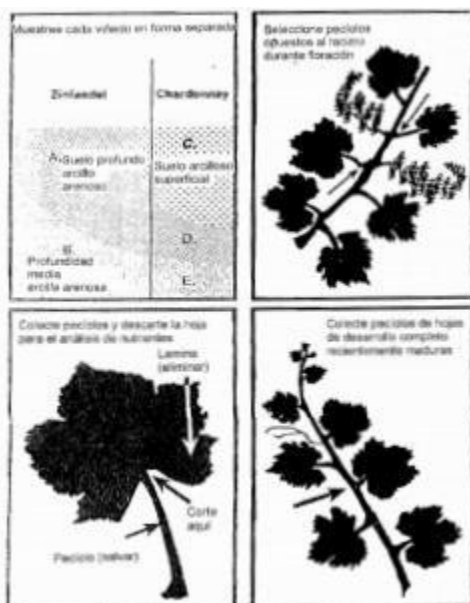 Muestree cada viñedo en forma separada
Zinfandel
Chardonnay
A. Suelo profundo
arcillo
arenoso
B.
Profundidad
media
arcillo arenosa
C.
Suelo arcilloso
superficial
D.
E.
Seleccione pecíolos
opuestos al racimo
durante floración
Colecte pecíolos y descarte la hoja
para el análisis de nutrientes
Lamina
(eliminar)
Corte
aquí
Pecíolo (salvar)
Colecte pecíolos de hojas
de desarrollo completo
recientemente maduras